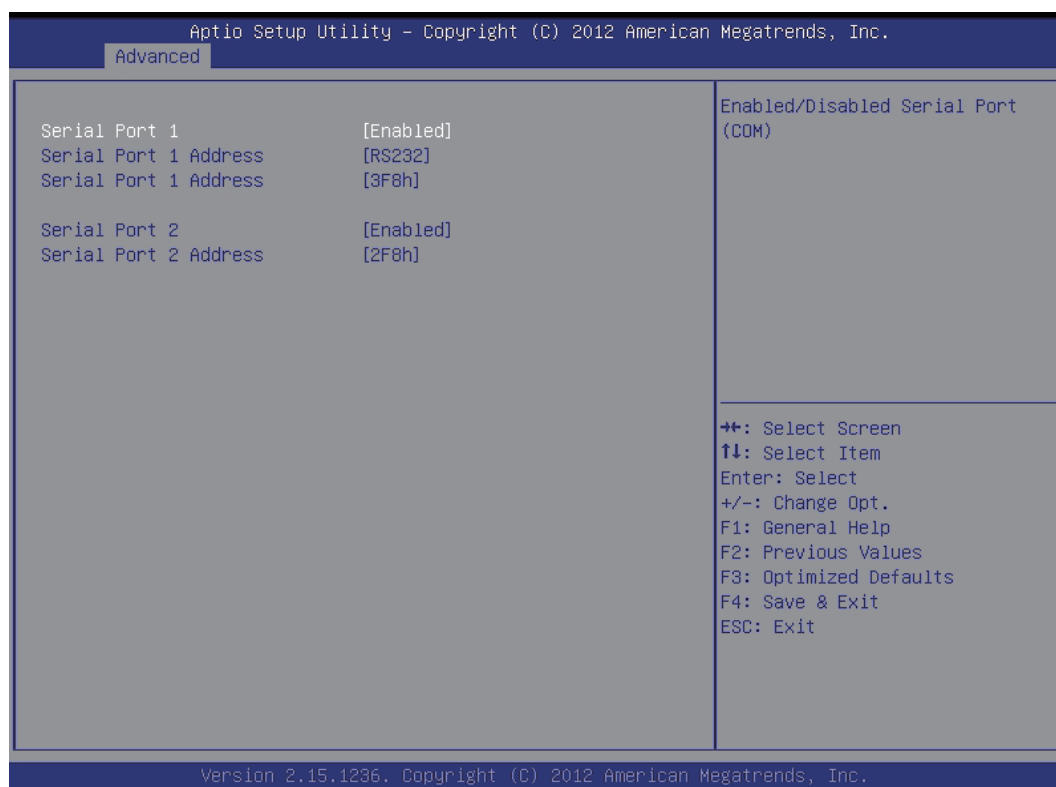 Aptio Setup Utility – Copyright (C) 2012 American Megatrends, Inc.
Advanced
Serial Port 1 [Enabled]
Serial Port 1 Address [RS232]
Serial Port 1 Address [3F8h]
Serial Port 2 [Enabled]
Serial Port 2 Address [2F8h]
Enabled/Disabled Serial Port
(COM)
→←: Select Screen
↑↓: Select Item
Enter: Select
+/-: Change Opt.
F1: General Help
F2: Previous Values
F3: Optimized Defaults
F4: Save & Exit
ESC: Exit
Version 2.15.1236. Copyright (C) 2012 American Megatrends, Inc.